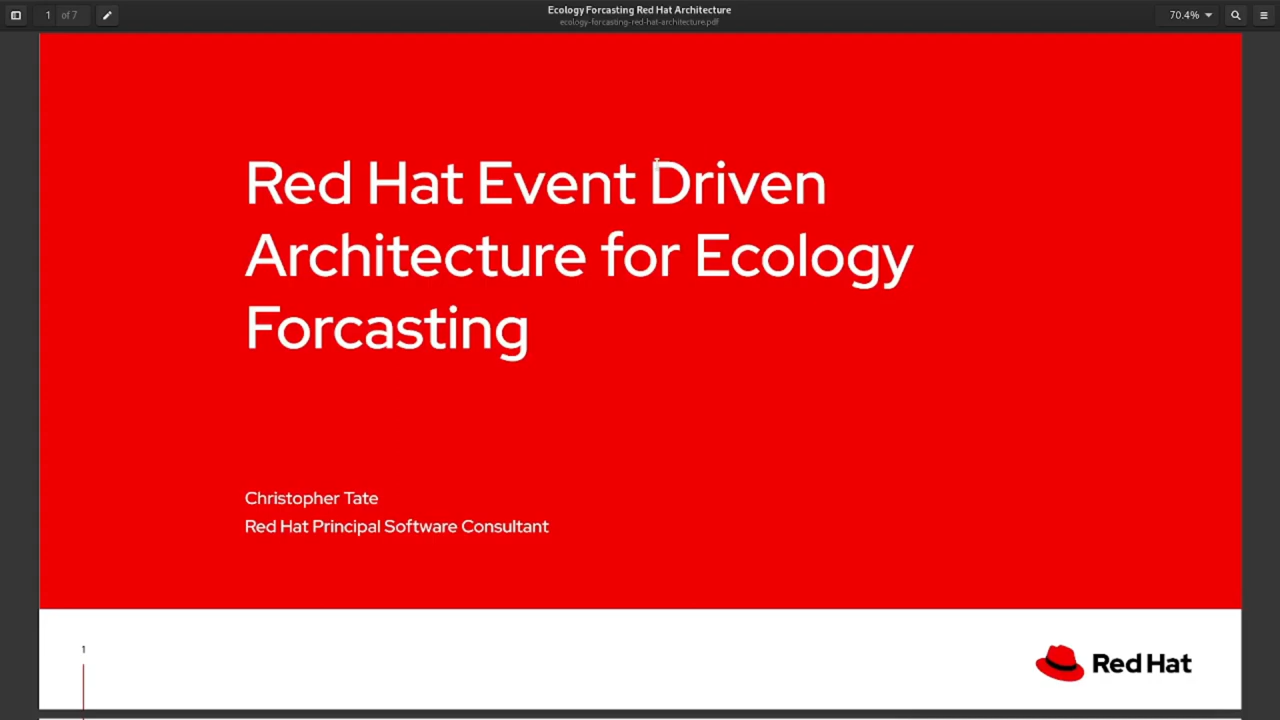 Ecology Forcasting Red Hat Architecture
ecology-forcasting-red-hat-architecture.pdf
1 of 7
70.4%
Red Hat Event Driven
Architecture for Ecology
Forcasting
Christopher Tate
Red Hat Principal Software Consultant
1
Red Hat